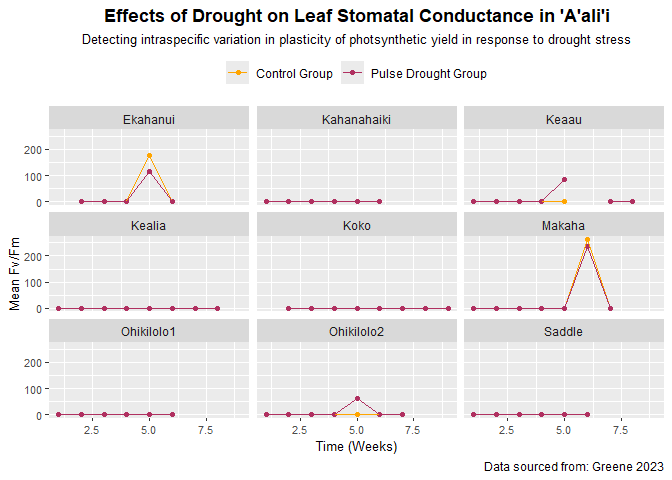 Effects of Drought on Leaf Stomatal Conductance in 'A'ali'i
Detecting intraspecific variation in plasticity of photsynthetic yield in response to drought stress
Control Group Pulse Drought Group
Ekahanui Kahanahaiki Keaau
200
100
0
Kealia Koko Makaha
200
100
0
Mean Fv/Fm
Ohikilolo1 Ohikilolo2 Saddle
200
100
0
2.5 5.0 7.5 2.5 5.0 7.5 2.5 5.0 7.5
Time (Weeks)
Data sourced from: Greene 2023